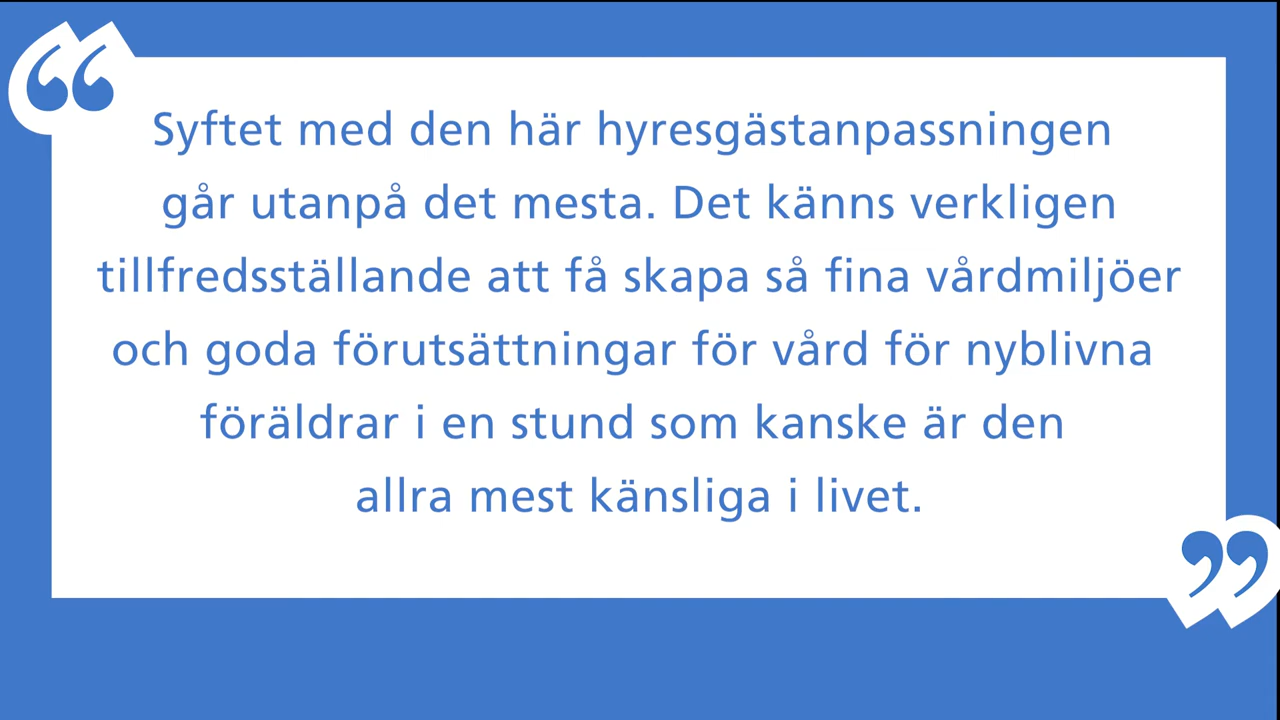 Syftet med den här hyresgästanpassningen
går utanpå det mesta. Det känns verkligen
tillfredsställande att få skapa så fina vårdmiljöer
och goda förutsättningar för vård för nyblivna
föräldrar i en stund som kanske är den
allra mest känsliga i livet.